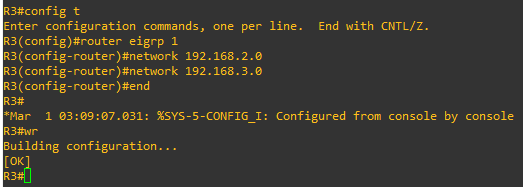 R3#config t
Enter configuration commands, one per line.  End with CNTL/Z.
R3(config)#router eigrp 1
R3(config-router)#network 192.168.2.0
R3(config-router)#network 192.168.3.0
R3(config-router)#end
R3#
*Mar  1 03:09:07.031: %SYS-5-CONFIG_I: Configured from console by console
R3#wr
Building configuration...
[OK]
R3#